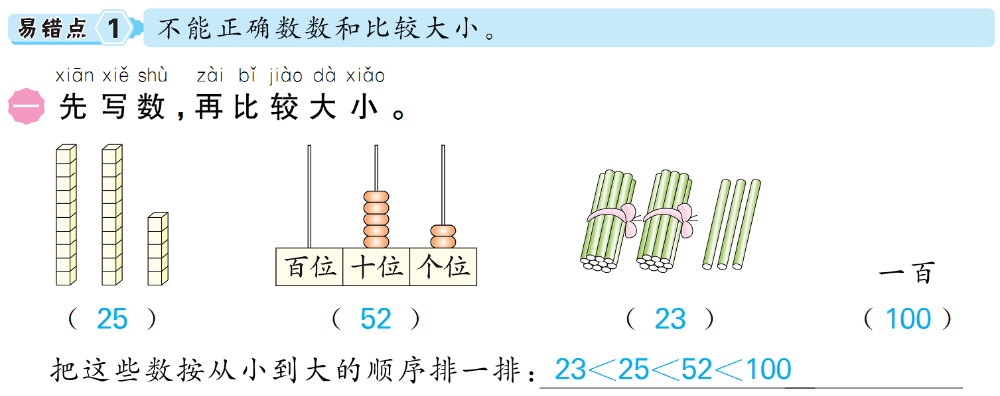 易错点 1 不能正确数数和比较大小。
xiān xiě shù zài bǐ jiào dà xiǎo
一 先写数，再比较大小。
百位 十位 个位
一百
（ 25 ） （ 52 ） （ 23 ） （ 100 ）
把这些数按从小到大的顺序排一排：23＜25＜52＜100